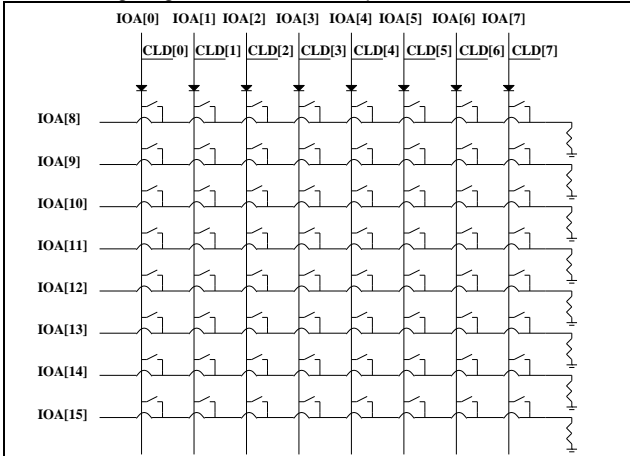 IOA[0] IOA[1] IOA[2] IOA[3] IOA[4] IOA[5] IOA[6] IOA[7]
CLD[0] CLD[1] CLD[2] CLD[3] CLD[4] CLD[5] CLD[6] CLD[7]
IOA[8]
IOA[9]
IOA[10]
IOA[11]
IOA[12]
IOA[13]
IOA[14]
IOA[15]